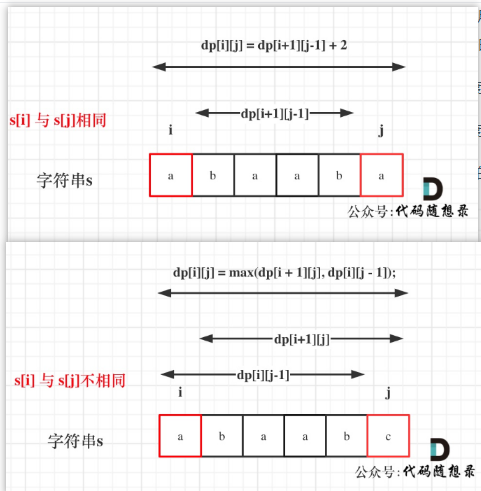 dp[i][j] = dp[i+1][j-1] + 2
dp[i+1][j-1]
s[i] 与 s[j]相同
i j
字符串s a b a a b a
公众号:代码随想录
dp[i][j] = max(dp[i + 1][j], dp[i][j - 1]);
dp[i+1][j]
dp[i][j-1]
s[i] 与 s[j]不相同
i j
字符串s a b a a b c
公众号:代码随想录